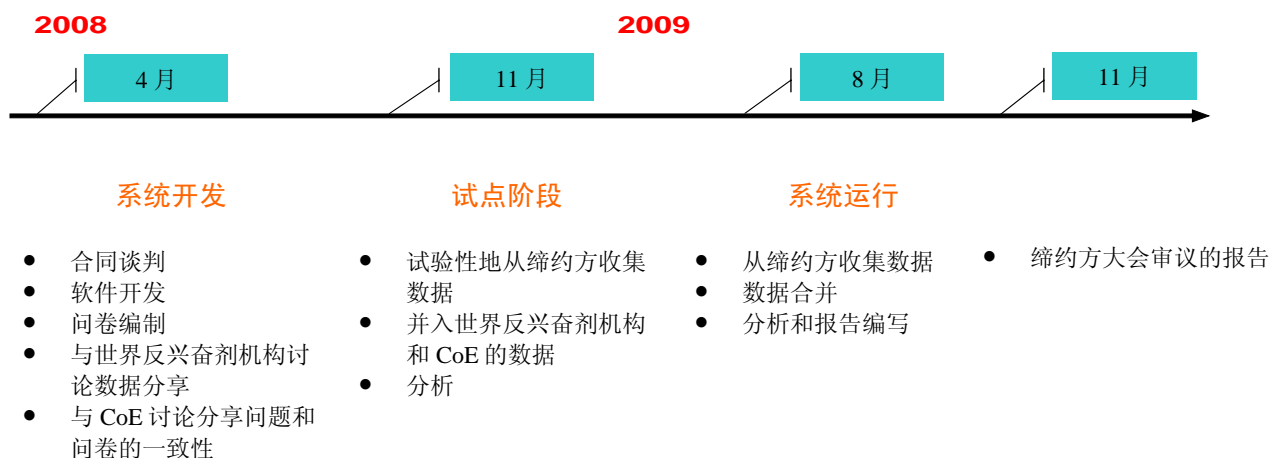 2008
2009
4 月
11 月
8 月
11 月
系统开发
试点阶段
系统运行
● 合同谈判
● 软件开发
● 问卷编制
● 与世界反兴奋剂机构讨
论数据分享
● 与 CoE 讨论分享问题和
问卷的一致性
● 试验性地从缔约方收集
数据
● 并入世界反兴奋剂机构
和 CoE 的数据
● 分析
● 从缔约方收集数据
● 数据合并
● 分析和报告编写
● 缔约方大会审议的报告